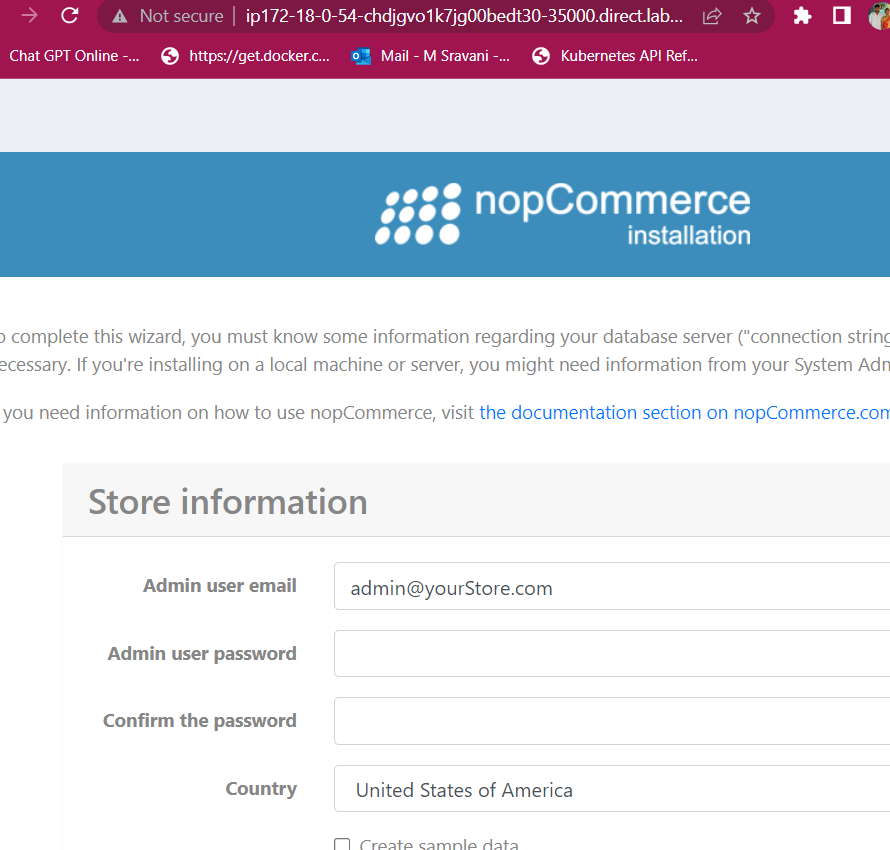 Not secure | ip172-18-0-54-chdjgvo1k7jg00bedt30-35000.direct.lab...
Chat GPT Online -... https://get.docker.c... Mail - M Sravani -... Kubernetes API Ref...
nopCommerce
installation
o complete this wizard, you must know some information regarding your database server ("connection string
ecessary. If you're installing on a local machine or server, you might need information from your System Adm
you need information on how to use nopCommerce, visit the documentation section on nopCommerce.com
Store information
Admin user email admin@yourStore.com
Admin user password
Confirm the password
Country United States of America
Create sample data